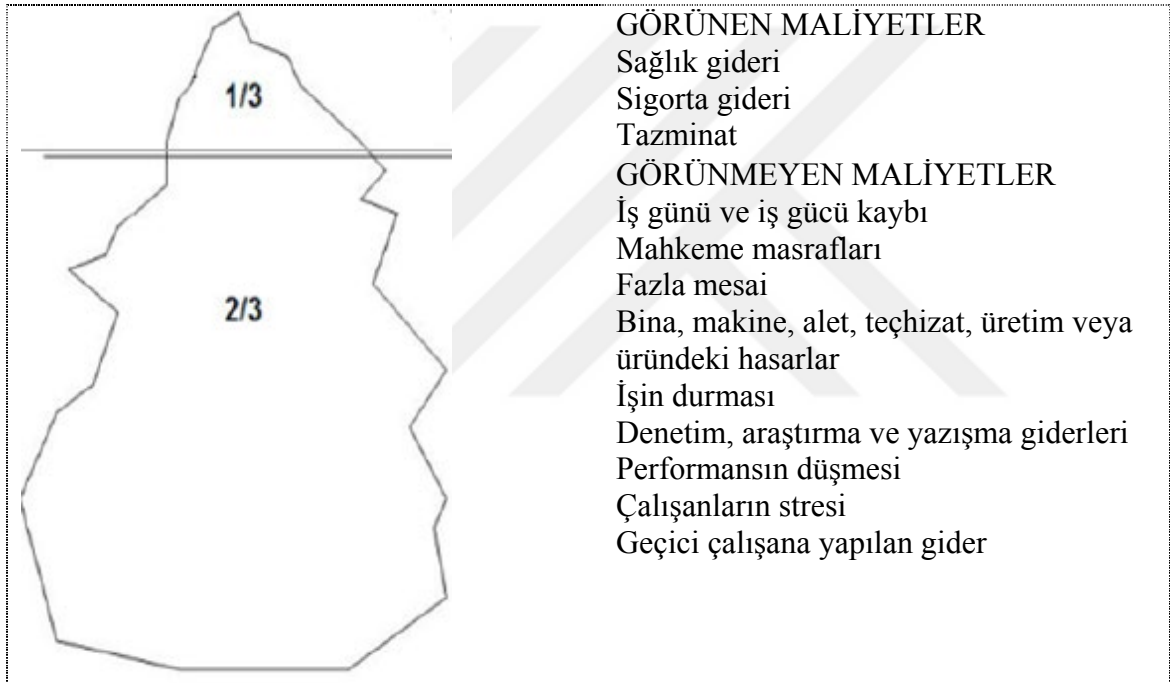 1/3
2/3
GÖRÜNEN MALİYETLER
Sağlık gideri
Sigorta gideri
Tazminat
GÖRÜNMEYEN MALİYETLER
İş günü ve iş gücü kaybı
Mahkeme masrafları
Fazla mesai
Bina, makine, alet, teçhizat, üretim veya
üründeki hasarlar
İşin durması
Denetim, araştırma ve yazışma giderleri
Performansın düşmesi
Çalışanların stresi
Geçici çalışana yapılan gider